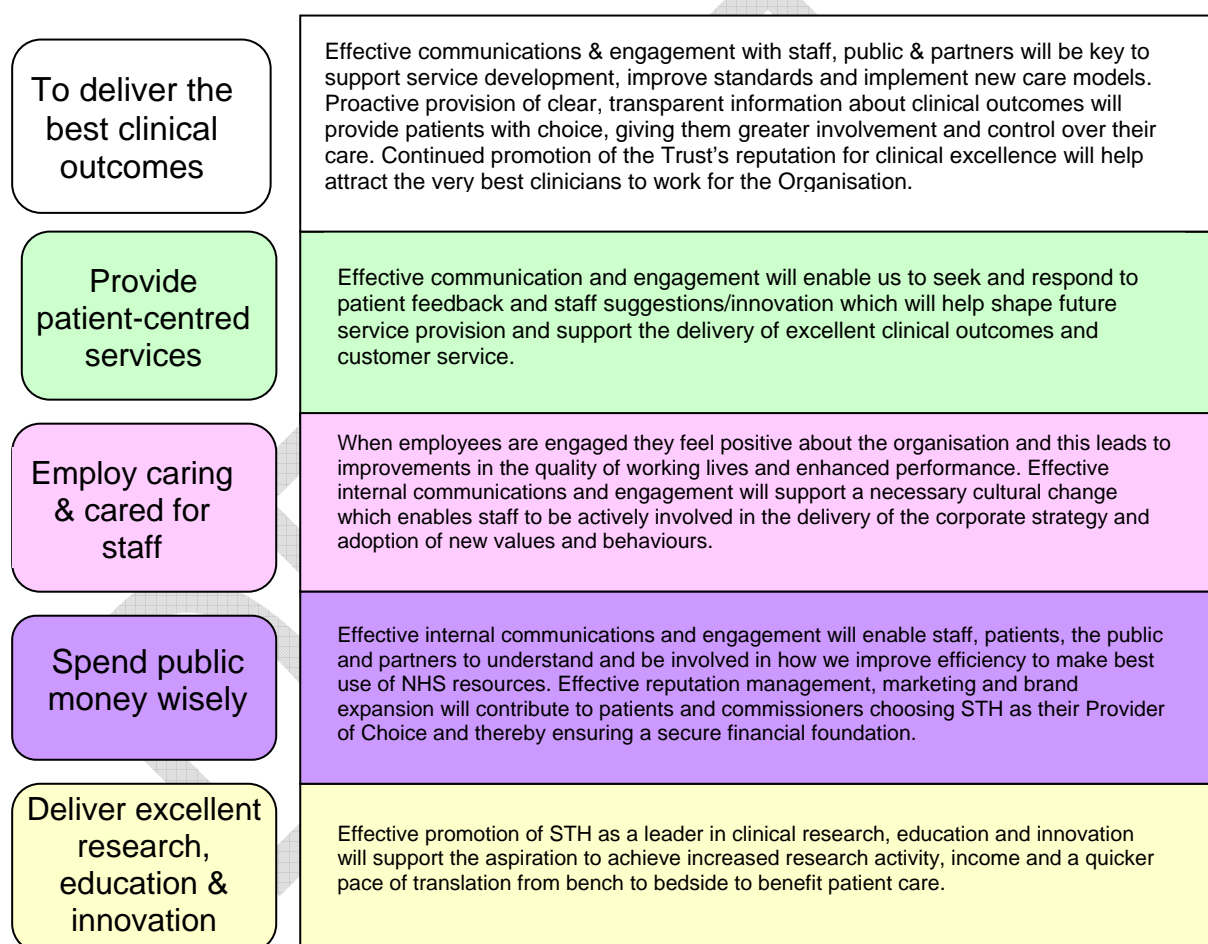 To deliver the
best clinical
outcomes
Effective communications & engagement with staff, public & partners will be key to
support service development, improve standards and implement new care models.
Proactive provision of clear, transparent information about clinical outcomes will
provide patients with choice, giving them greater involvement and control over their
care. Continued promotion of the Trust's reputation for clinical excellence will help
attract the very best clinicians to work for the Organisation.
Provide
patient-centred
services
Effective communication and engagement will enable us to seek and respond to
patient feedback and staff suggestions/innovation which will help shape future
service provision and support the delivery of excellent clinical outcomes and
customer service.
Employ caring
& cared for
staff
When employees are engaged they feel positive about the organisation and this leads to
improvements in the quality of working lives and enhanced performance. Effective
internal communications and engagement will support a necessary cultural change
which enables staff to be actively involved in the delivery of the corporate strategy and
adoption of new values and behaviours.
Spend public
money wisely
Effective internal communications and engagement will enable staff, patients, the public
and partners to understand and be involved in how we improve efficiency to make best
use of NHS resources. Effective reputation management, marketing and brand
expansion will contribute to patients and commissioners choosing STH as their Provider
of Choice and thereby ensuring a secure financial foundation.
Deliver excellent
research,
education &
innovation
Effective promotion of STH as a leader in clinical research, education and innovation
will support the aspiration to achieve increased research activity, income and a quicker
pace of translation from bench to bedside to benefit patient care.